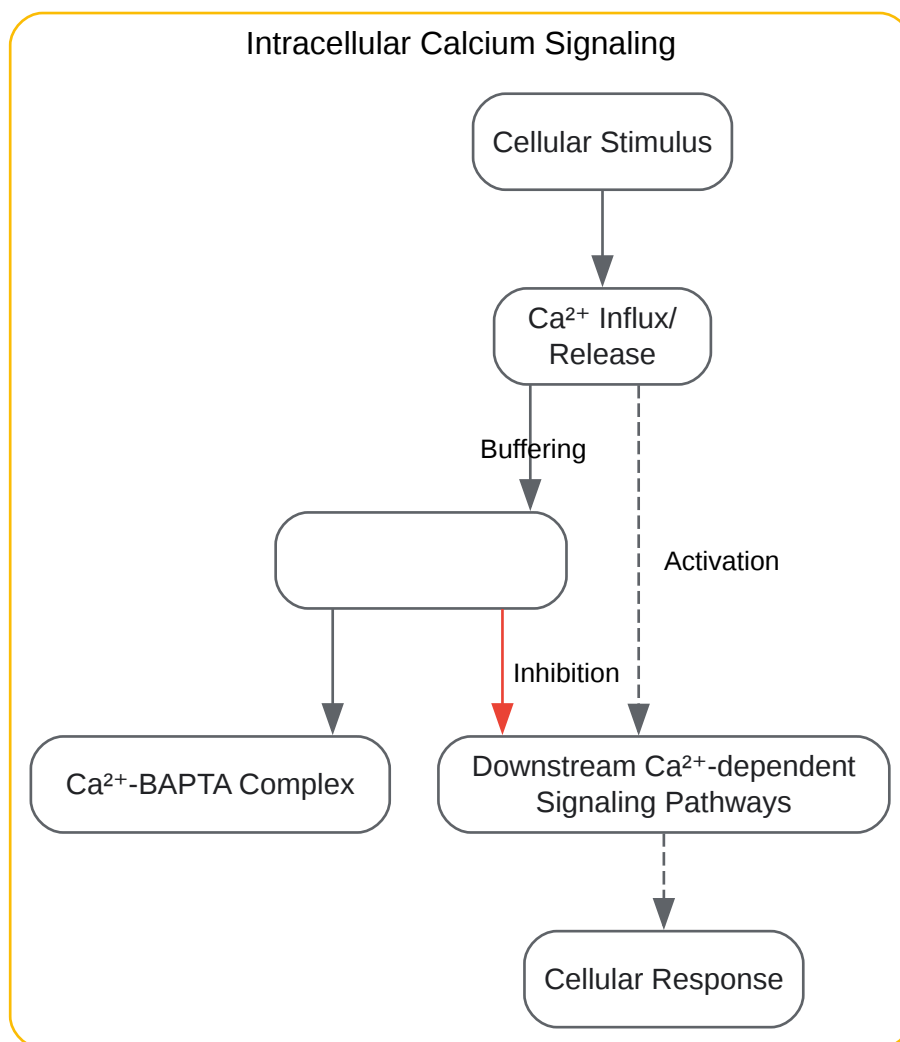 Intracellular Calcium Signaling
Cellular Stimulus
Ca²⁺ Influx/
Release
Buffering
Activation
Inhibition
Ca²⁺-BAPTA Complex
Downstream Ca²⁺-dependent
Signaling Pathways
Cellular Response